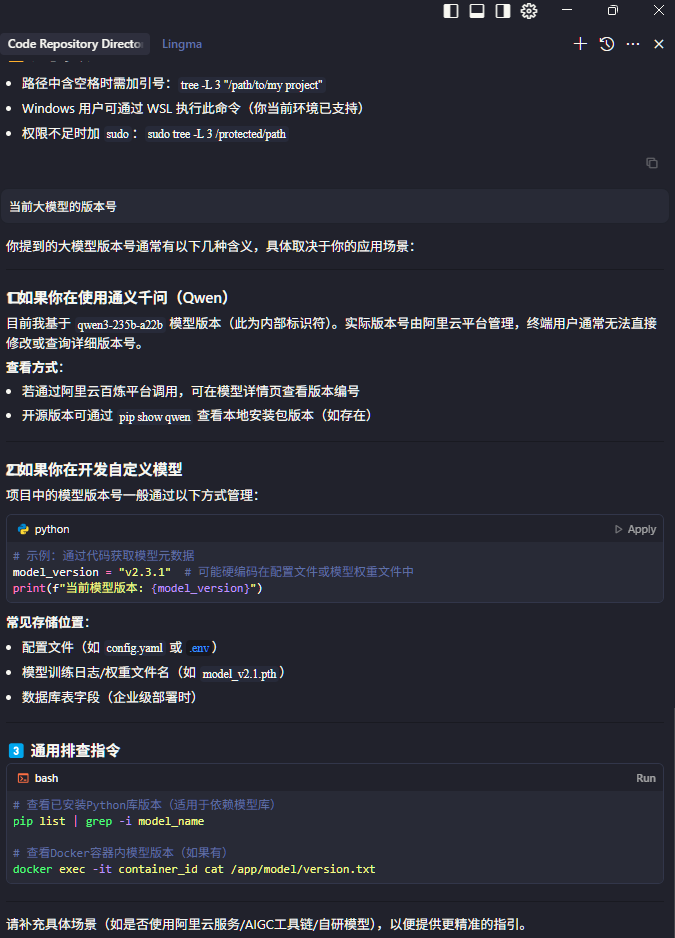 Code Repository Directo
Lingma
路径中含空格时需加引号： tree -L 3 "/path/to/my project"
Windows 用户可通过 WSL 执行此命令（你当前环境已支持）
权限不足时加 sudo ： sudo tree -L 3 /protected/path
当前大模型的版本号
你提到的大模型版本号通常有以下几种含义，具体取决于你的应用场景：
1 如果你在使用通义千问（Qwen）
目前我基于 qwen3-235b-a22b 模型版本（此为内部标识符）。实际版本号由阿里云平台管理，终端用户通常无法直接
修改或查询详细版本号。
查看方式：
若通过阿里云百炼平台调用，可在模型详情页查看版本编号
开源版本可通过 pip show qwen 查看本地安装包版本（如存在）
2 如果你在开发自定义模型
项目中的模型版本号一般通过以下方式管理：
python
Apply
# 示例：通过代码获取模型元数据
model_version = "v2.3.1" # 可能硬编码在配置文件或模型权重文件中
print(f"当前模型版本: {model_version}")
常见存储位置：
配置文件（如 config.yaml 或 .env）
模型训练日志/权重文件名（如 model_v2.1.pth）
数据库表字段（企业级部署时）
3 通用排查指令
bash
Run
# 查看已安装Python库版本（适用于依赖模型库）
pip list | grep -i model_name
# 查看Docker容器内模型版本（如果有）
docker exec -it container_id cat /app/model/version.txt
请补充具体场景（如是否使用阿里云服务/AIGC工具链/自研模型），以便提供更精准的指引。